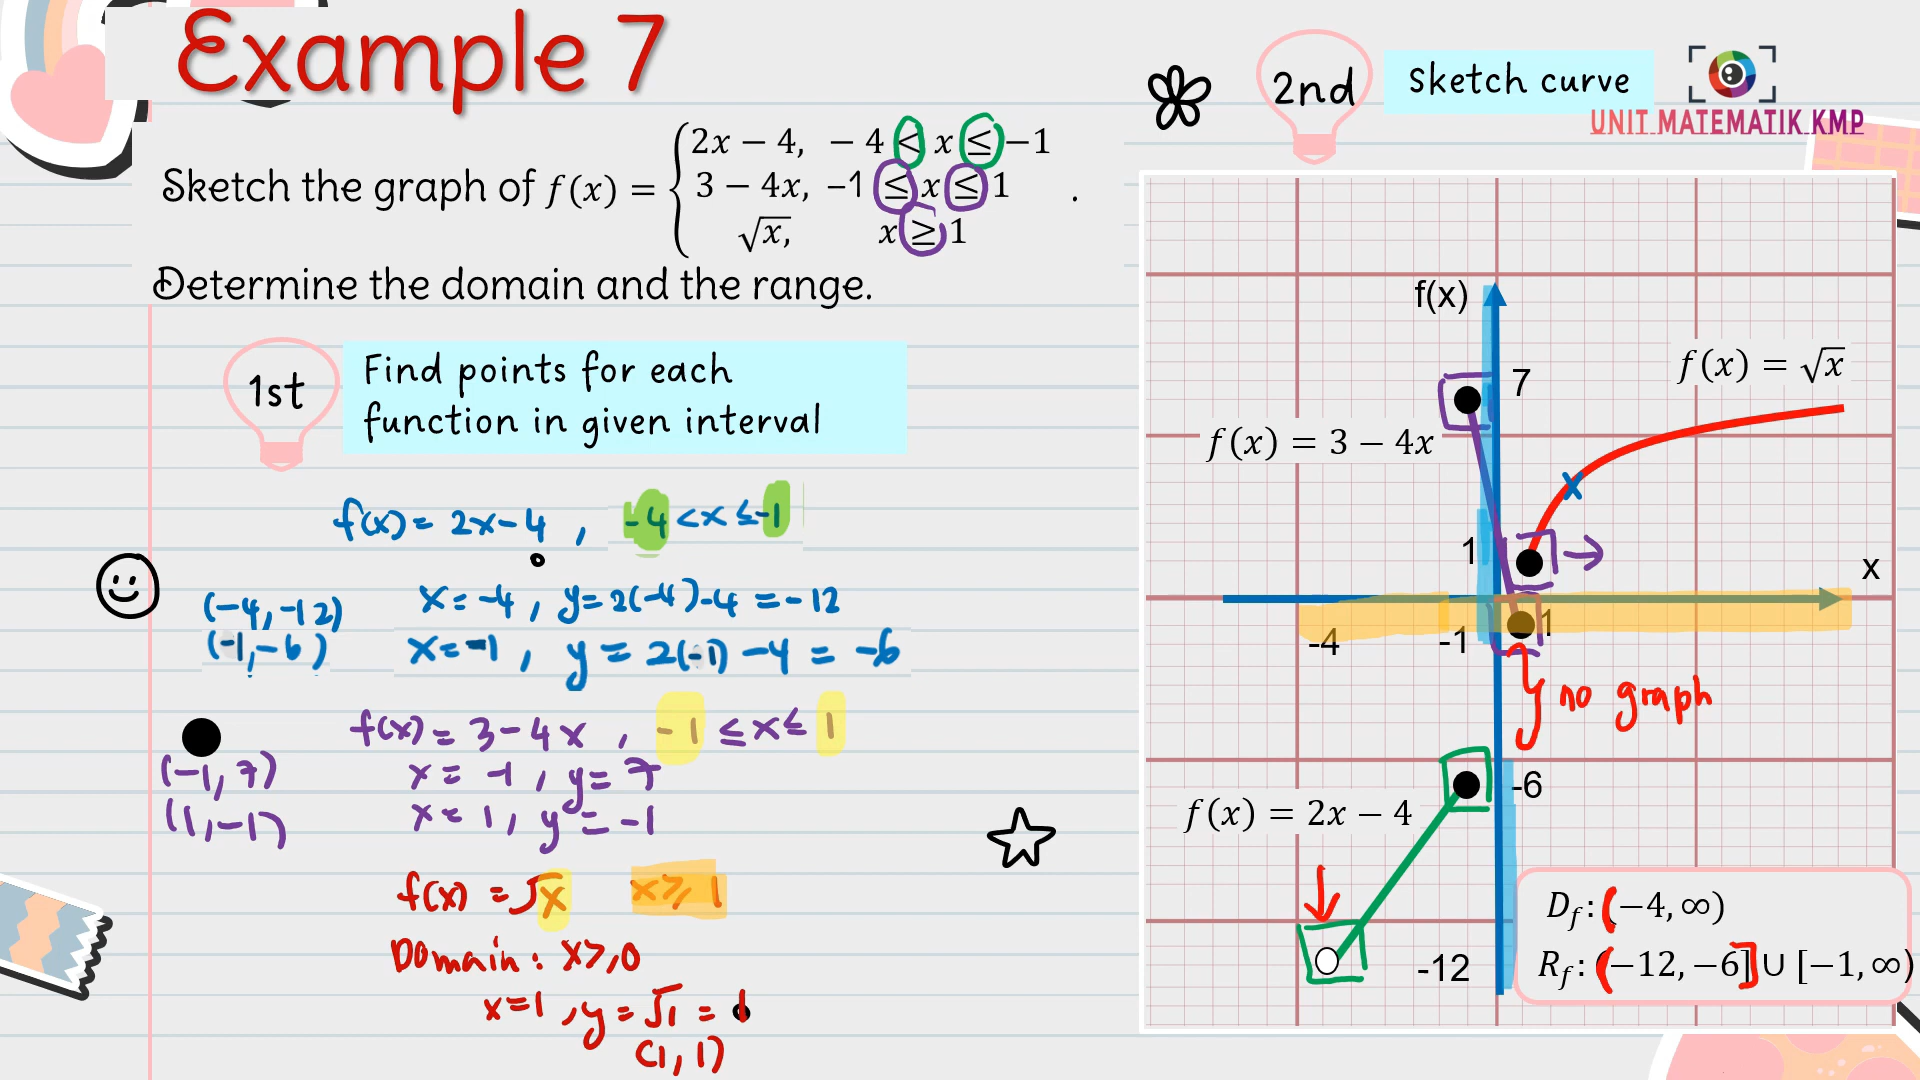 Example 7
Sketch the graph of f(x) = { 2x − 4, −4 < x ≤ −1
3 − 4x, −1 ≤ x ≤ 1
√x, x ≥ 1 .
Determine the domain and the range.
1st
Find points for each
function in given interval
f(x) = 2x-4 , -4 < x ≤ -1
(-4,-12) x = -4 , y = 2(-4)-4 = -12
(-1,-6) x = -1 , y = 2(-1) -4 = -6
f(x) = 3-4x , -1 ≤ x ≤ 1
(-1,7) x = -1 , y = 7
(1,-1) x = 1 , y = -1
f(x) = √x x ≥ 1
Domain : x ≥ 0
x = 1 , y = √1 = 1
(1, 1)
2nd
Sketch curve
UNIT MATEMATIK KMP
f(x)
7
f(x) = √x
f(x) = 3 − 4x
1
x
-4
-1
1
no graph
-6
f(x) = 2x − 4
-12
D_f: (−4, ∞)
R_f: (−12, −6] ∪ [−1, ∞)